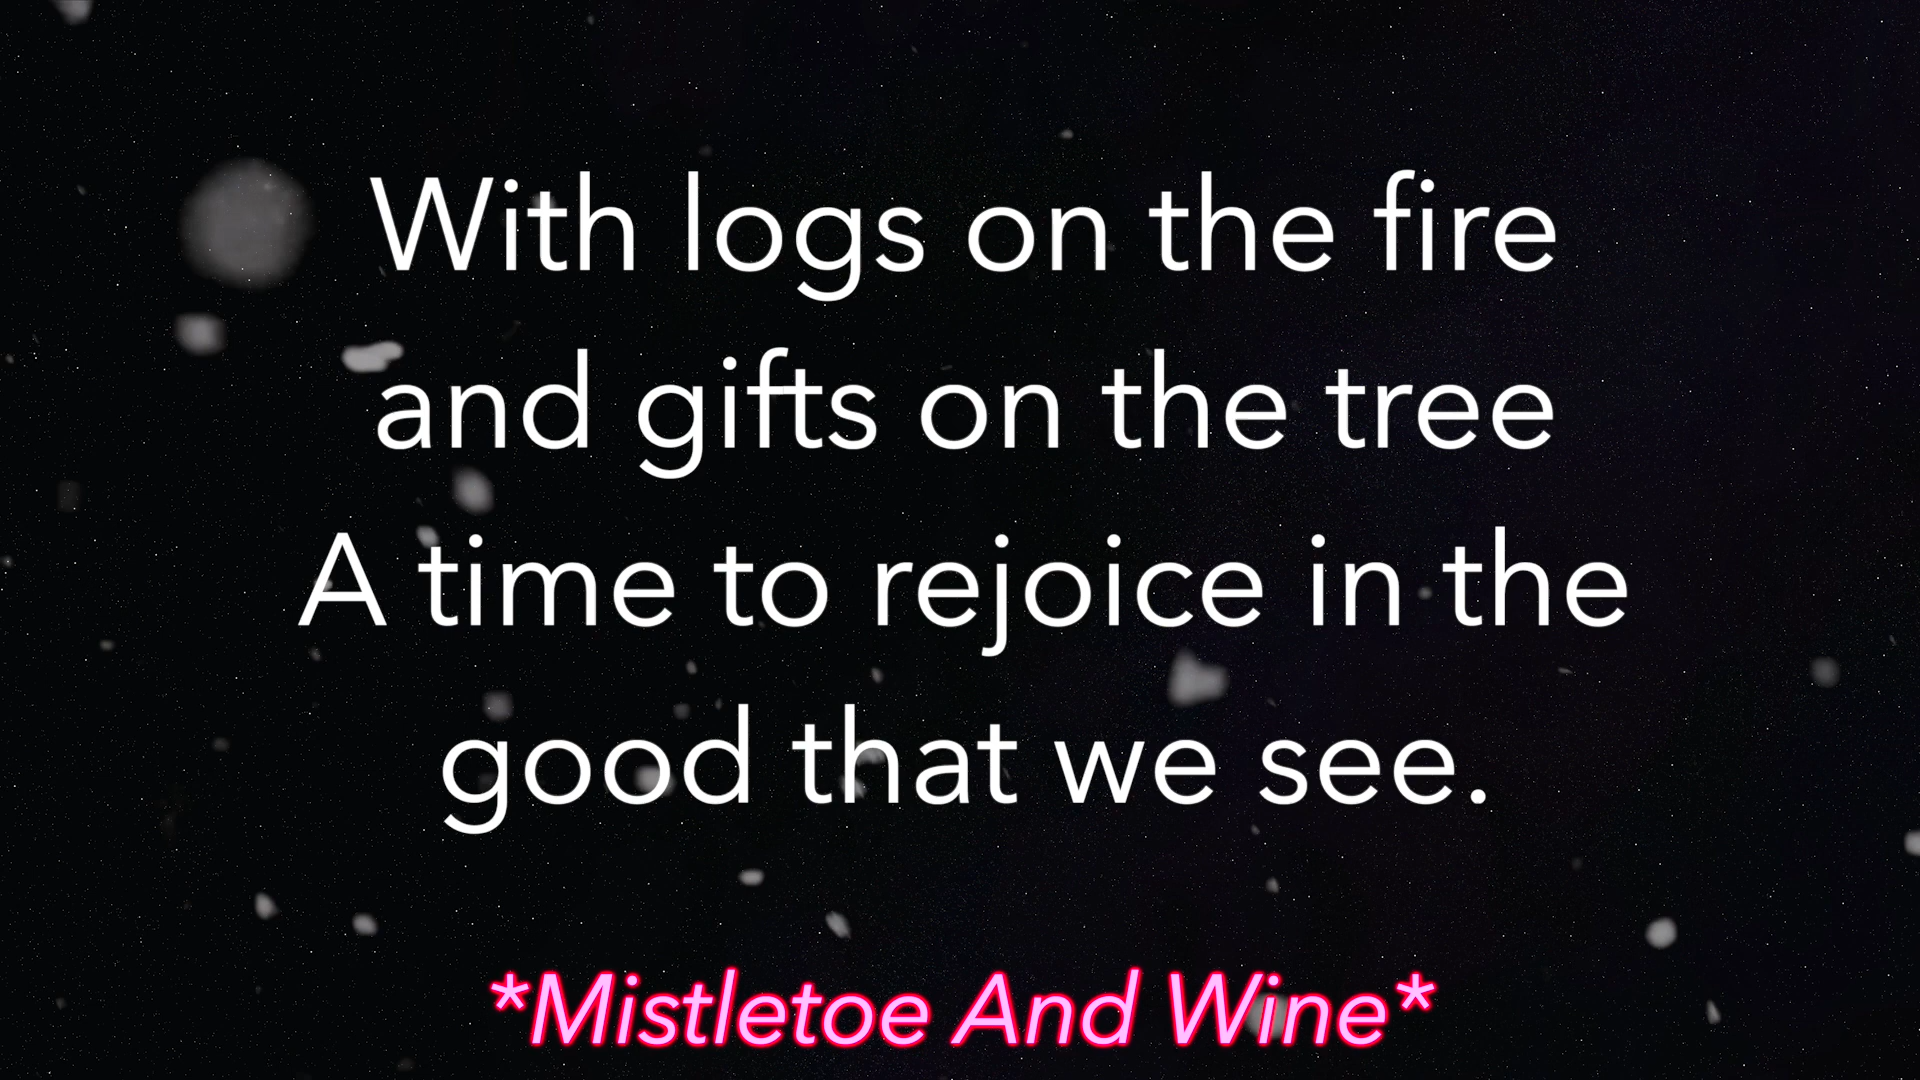 With logs on the fire
and gifts on the tree
A time to rejoice in the
good that we see.
*Mistletoe And Wine*